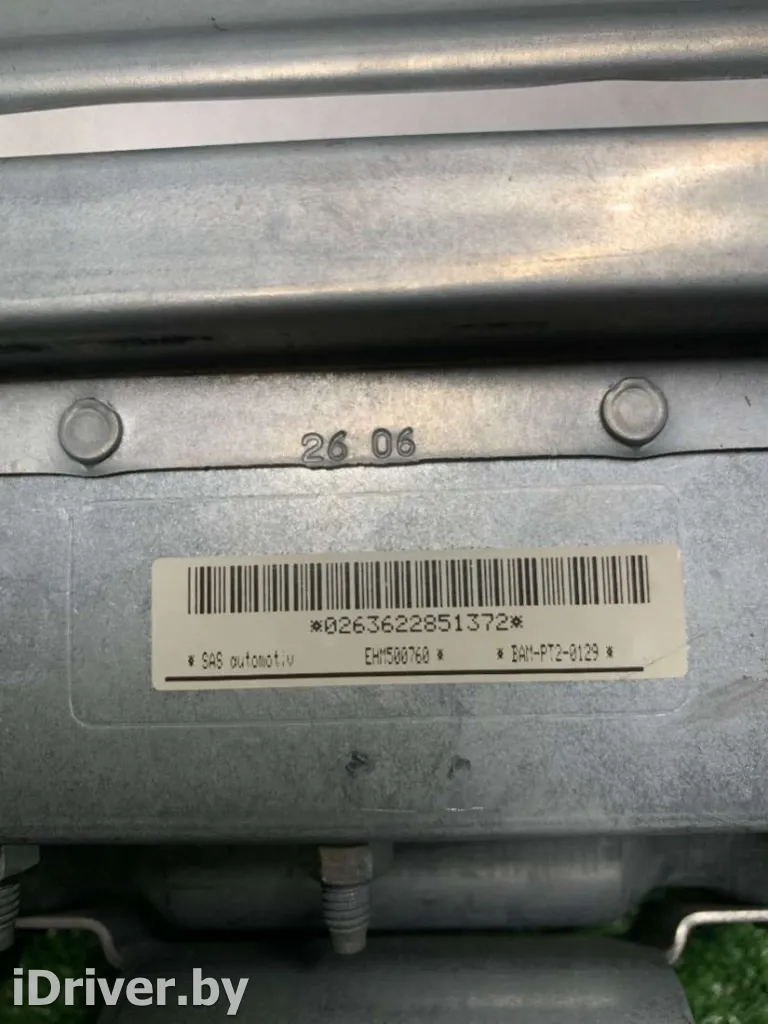 26 06
*0263622851372*
* SAS automotiv EHM500760 * * BAM-PT2-0129 *
iDriver.by